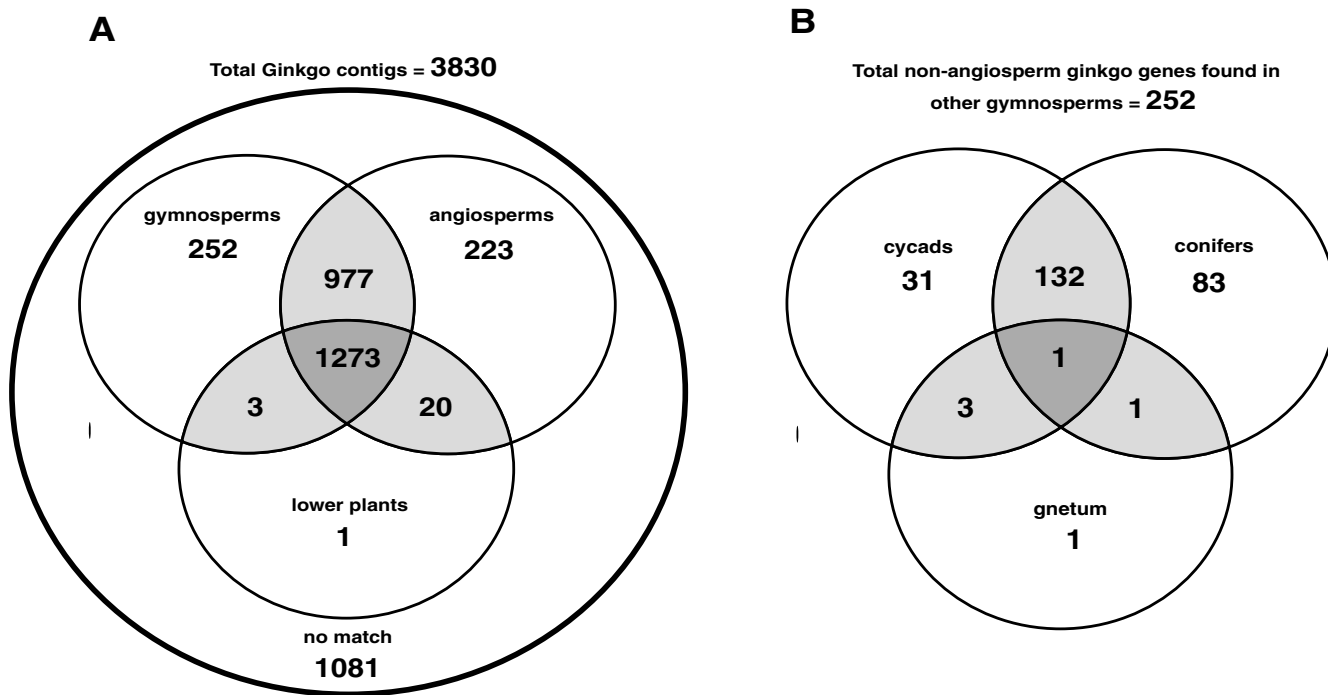 A
Total Ginkgo contigs = 3830
gymnosperms
252
angiosperms
223
977
1273
3
20
lower plants
1
no match
1081
B
Total non-angiosperm ginkgo genes found in
other gymnosperms = 252
cycads
31
conifers
83
132
1
3
1
gnetum
1